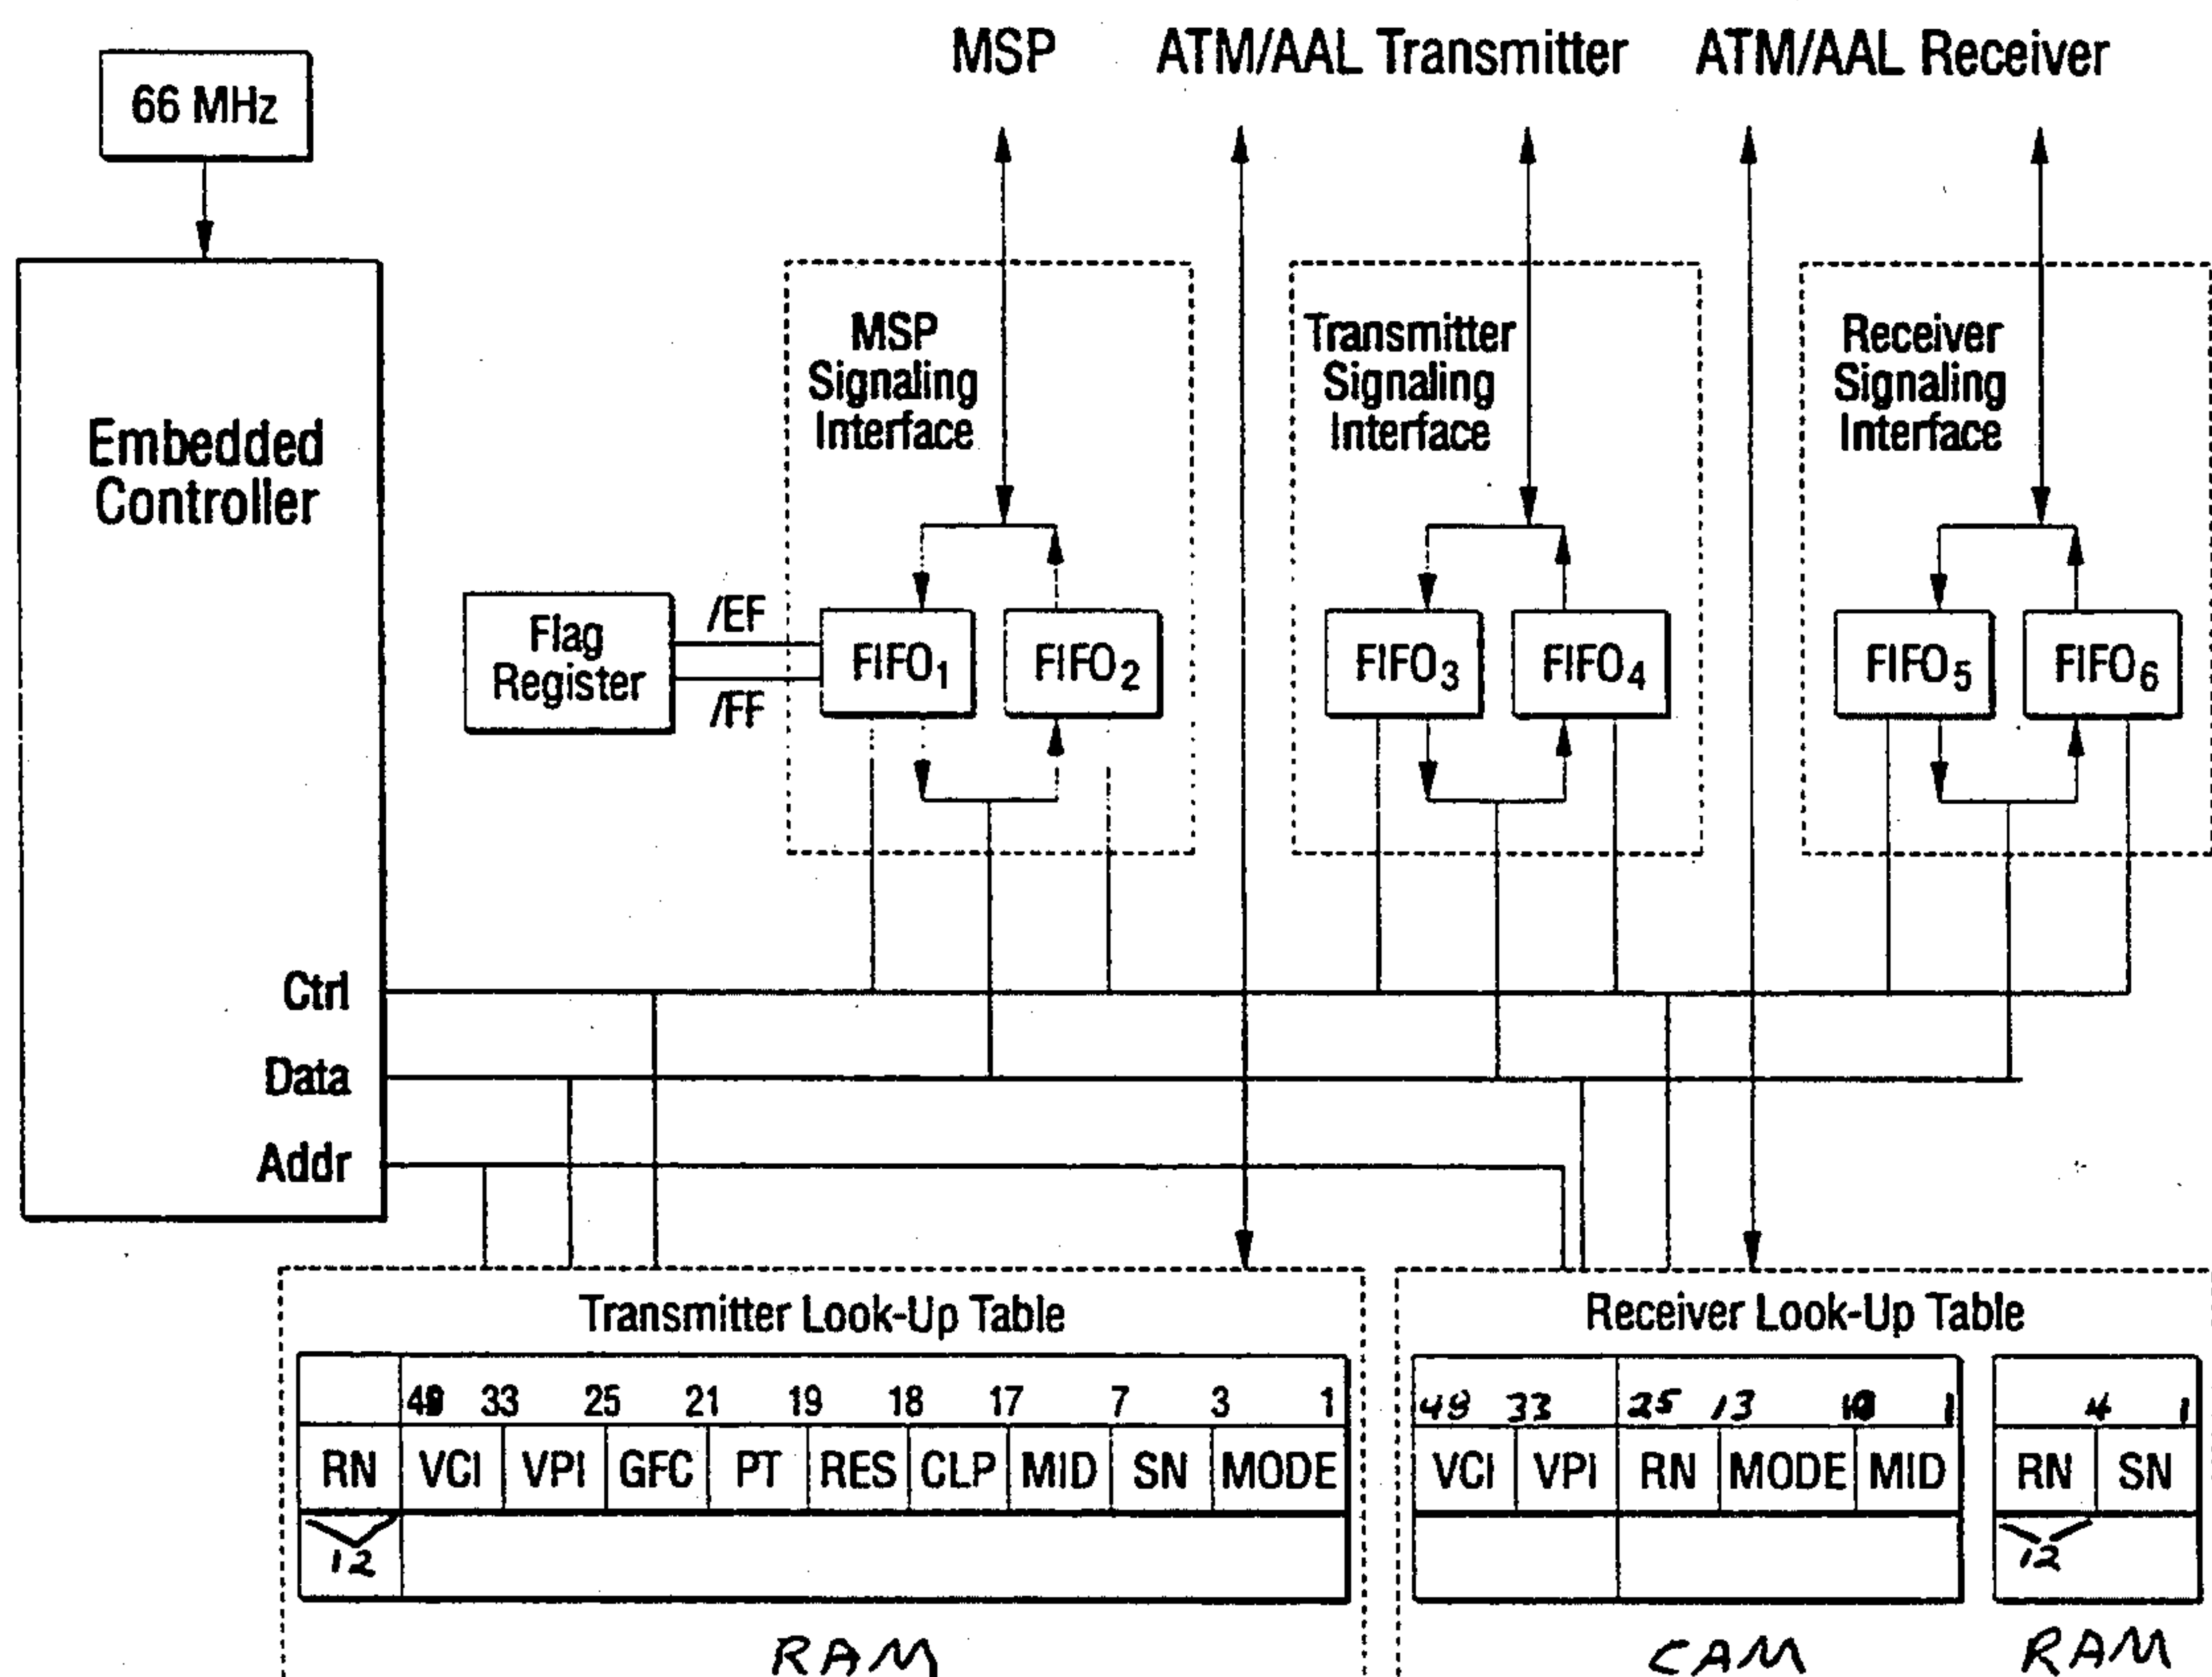 MSP
ATM/AAL Transmitter
ATM/AAL Receiver
66 MHz
Embedded
Controller
Ctrl
Data
Addr
Flag
Register
/EF
/FF
MSP
Signaling
Interface
FIFO1
FIFO2
Transmitter
Signaling
Interface
FIFO3
FIFO4
Receiver
Signaling
Interface
FIFO5
FIFO6
Transmitter Look-Up Table
33 25 21 19 18 17 7 3 1
RN VCI VPI GFC PT RES CLP MID SN MODE
12
RAM
Receiver Look-Up Table
48 33 25 13 10 1
VCI VPI RN MODE MID
CAM
4 1
RN SN
12
RAM